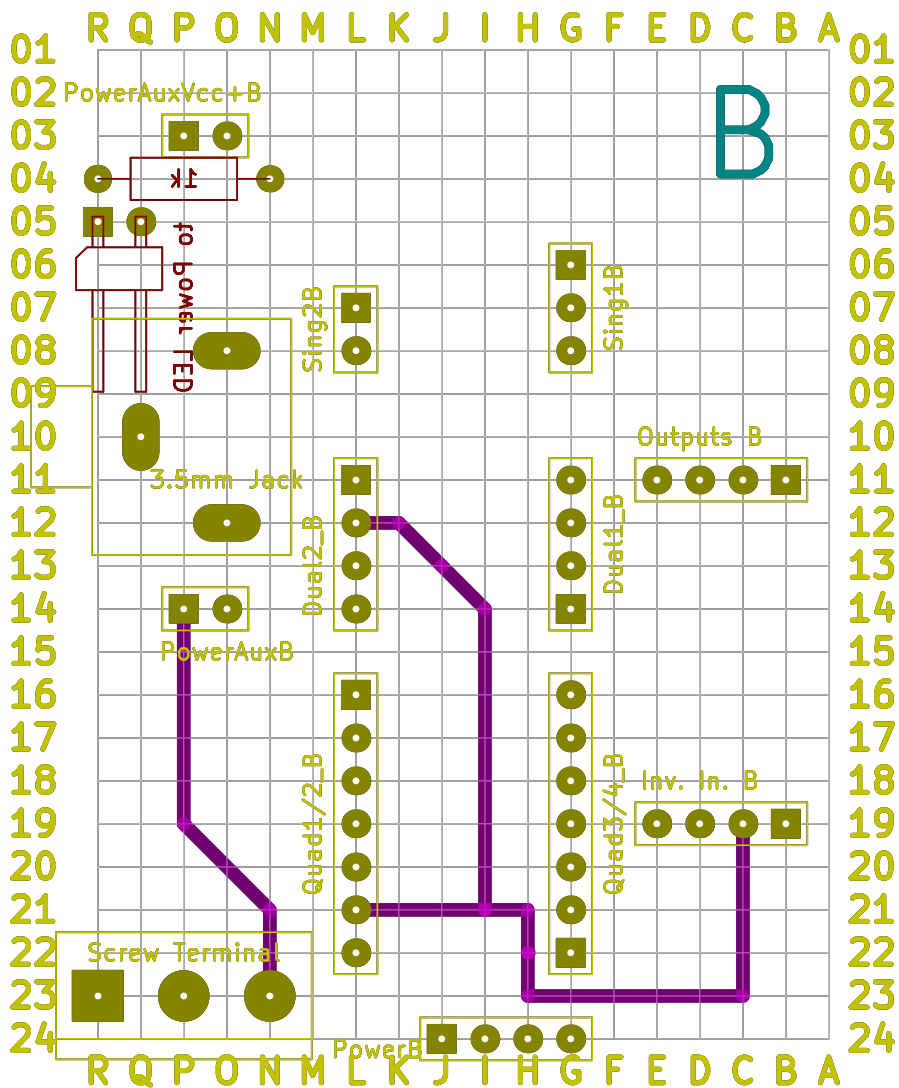 R Q P O N M L K J I H G F E D C B A
01 01
02 02
PowerAuxVcc+B
B
03 03
1k
04 04
05 05
to Power LED
06 06
Sing1B
07 07
Sing2B
08 08
09 09
10 10
Outputs B
3.5mm Jack
11 11
12 12
Dual2_B
Dual1_B
13 13
14 14
PowerAuxB
15 15
16 16
17 17
18 18
Inv. In. B
19 19
Quad1/2_B
Quad3/4_B
20 20
21 21
22 22
Screw Terminal
23 23
24 24
PowerB
R Q P O N M L K J I H G F E D C B A